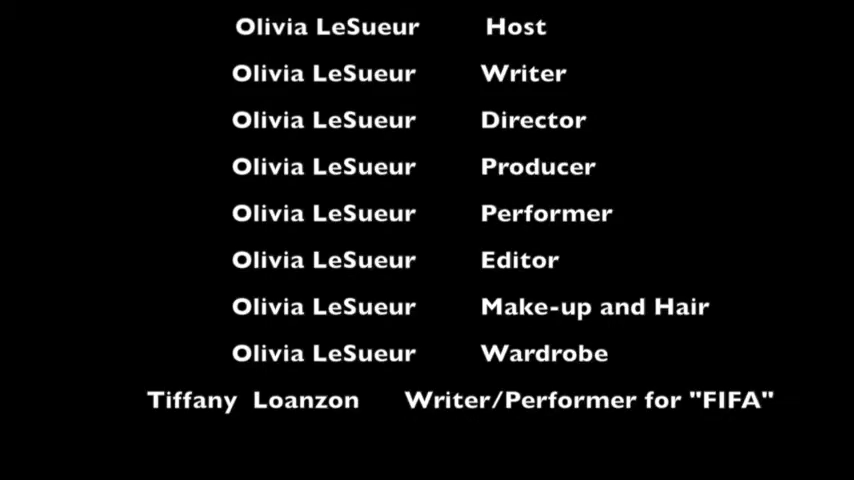 Olivia LeSueur Host
Olivia LeSueur Writer
Olivia LeSueur Director
Olivia LeSueur Producer
Olivia LeSueur Performer
Olivia LeSueur Editor
Olivia LeSueur Make-up and Hair
Olivia LeSueur Wardrobe
Tiffany Loanzon Writer/Performer for "FIFA"